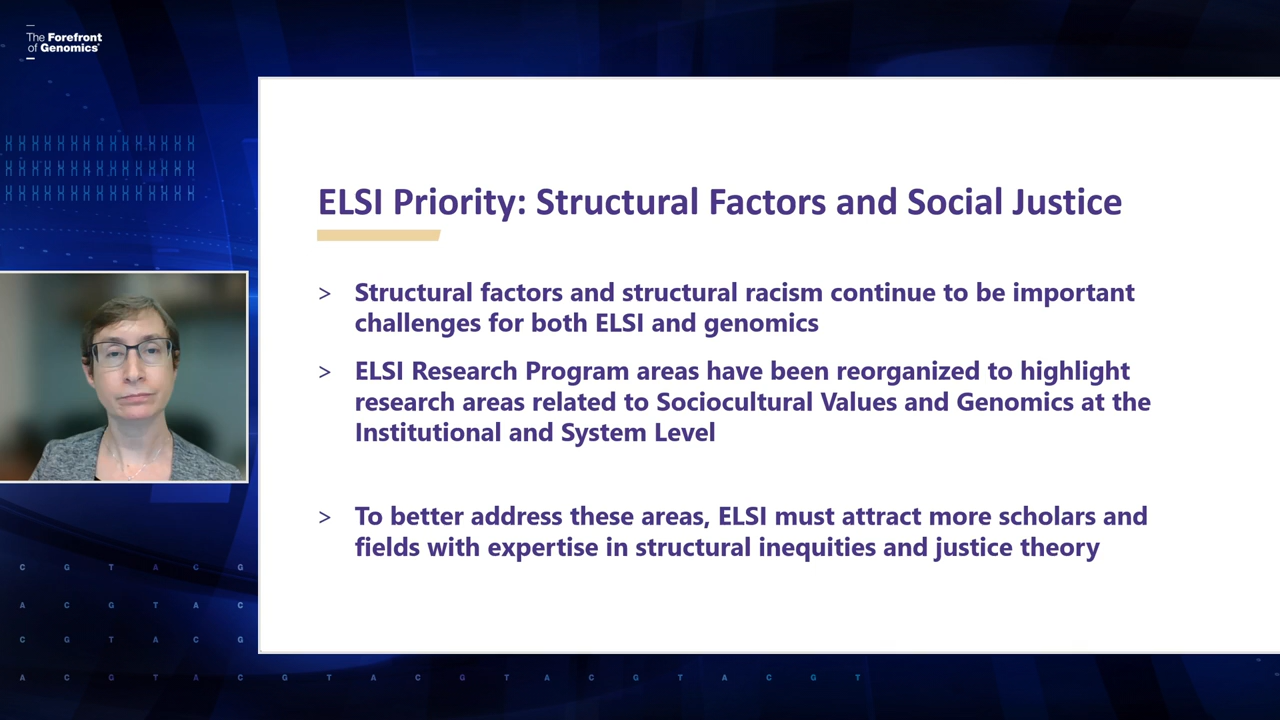 The Forefront
of Genomics®
ELSI Priority: Structural Factors and Social Justice
> Structural factors and structural racism continue to be important
challenges for both ELSI and genomics
> ELSI Research Program areas have been reorganized to highlight
research areas related to Sociocultural Values and Genomics at the
Institutional and System Level
> To better address these areas, ELSI must attract more scholars and
fields with expertise in structural inequities and justice theory
C G T A C G
A C G T A C
C G T A C G
A C G T A C G T A C G T A C G T A C G T